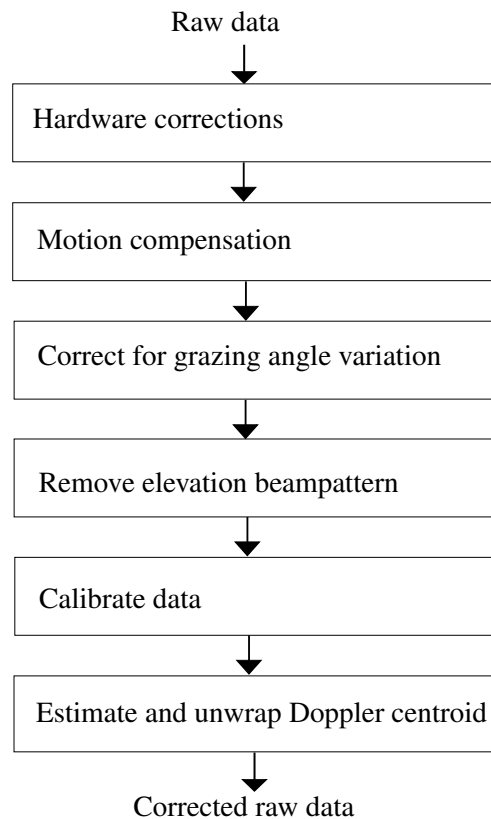 Raw data
Hardware corrections
Motion compensation
Correct for grazing angle variation
Remove elevation beampattern
Calibrate data
Estimate and unwrap Doppler centroid
Corrected raw data